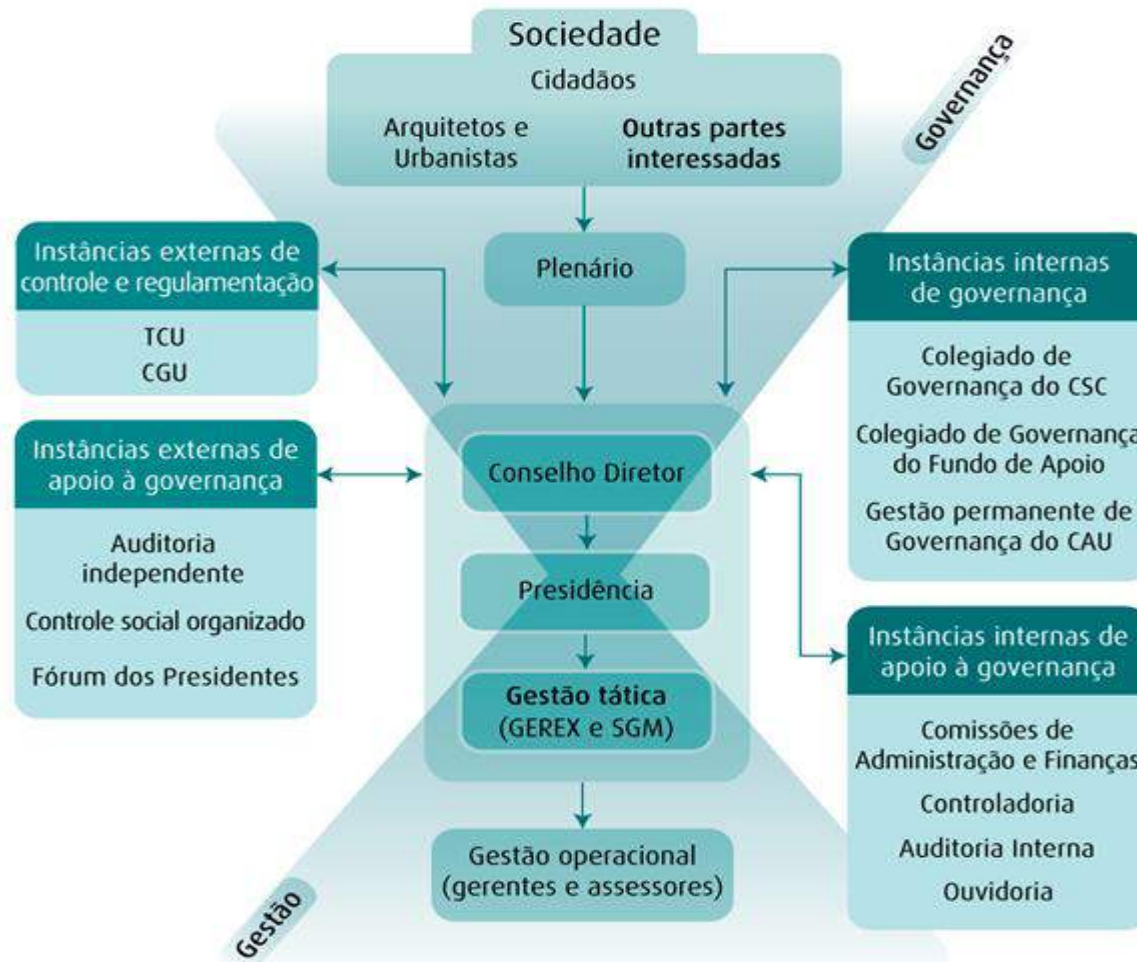 Sociedade
Cidadãos
Arquitetos e
Urbanistas
Outras partes
interessadas
Governança
Instâncias externas de
controle e regulamentação
TCU
CGU
Plenário
Instâncias internas
de governança
Colegiado de
Governança do CSC
Colegiado de Governança
do Fundo de Apoio
Gestão permanente de
Governança do CAU
Instâncias externas de
apoio à governança
Auditoria
independente
Controle social organizado
Fórum dos Presidentes
Conselho Diretor
Presidência
Gestão tática
(GEREX e SGM)
Gestão operacional
(gerentes e assessores)
Instâncias internas de
apoio à governança
Comissões de
Administração e Finanças
Controladoria
Auditoria Interna
Ouvidoria
Gestão